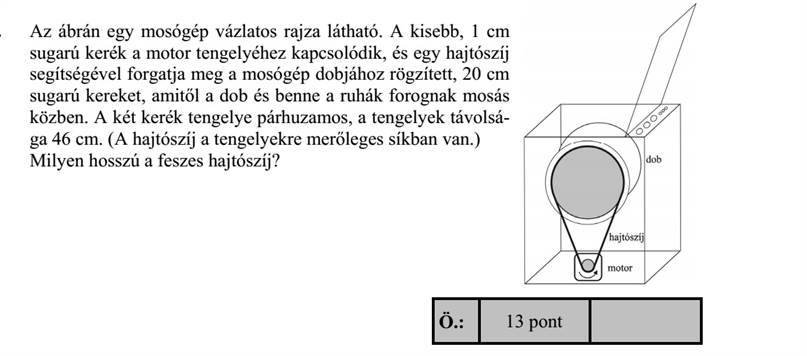 Az ábrán egy mosógép vázlatos rajza látható. A kisebb, 1 cm
sugarú kerék a motor tengelyéhez kapcsolódik, és egy hajtószíj
segítségével forgatja meg a mosógép dobjához rögzített, 20 cm
sugarú kereket, amitől a dob és benne a ruhák forognak mosás
közben. A két kerék tengelye párhuzamos, a tengelyek távolsá-
ga 46 cm. (A hajtószíj a tengelyekre merőleges síkban van.)
Milyen hosszú a feszes hajtószíj?
dob
hajtószíj
motor
Ö.: 13 pont